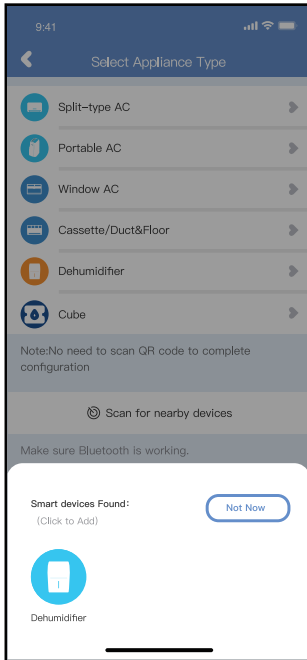 9:41
Select Appliance Type
Split-type AC
Portable AC
Window AC
Cassette/Duct&Floor
Dehumidifier
Cube
Note:No need to scan QR code to complete
configuration
Scan for nearby devices
Make sure Bluetooth is working.
Smart devices Found:
(Click to Add)
Not Now
Dehumidifier